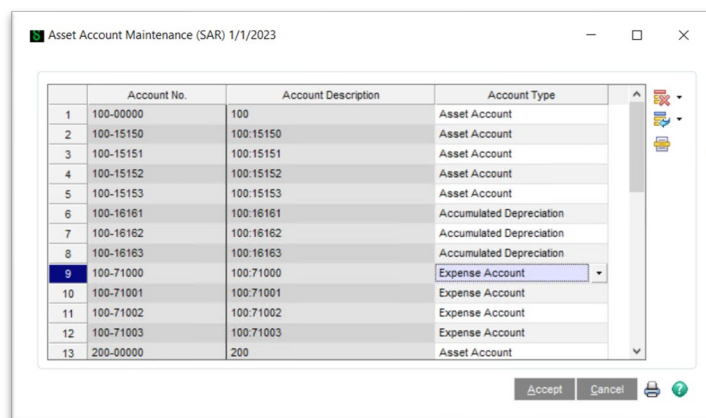 S Asset Account Maintenance (SAR) 1/1/2023
Account No. Account Description Account Type
1 100-00000 100 Asset Account
2 100-15150 100:15150 Asset Account
3 100-15151 100:15151 Asset Account
4 100-15152 100:15152 Asset Account
5 100-15153 100:15153 Asset Account
6 100-16161 100:16161 Accumulated Depreciation
7 100-16162 100:16162 Accumulated Depreciation
8 100-16163 100:16163 Accumulated Depreciation
9 100-71000 100:71000 Expense Account
10 100-71001 100:71001 Expense Account
11 100-71002 100:71002 Expense Account
12 100-71003 100:71003 Expense Account
13 200-00000 200 Asset Account
Accept Cancel ?